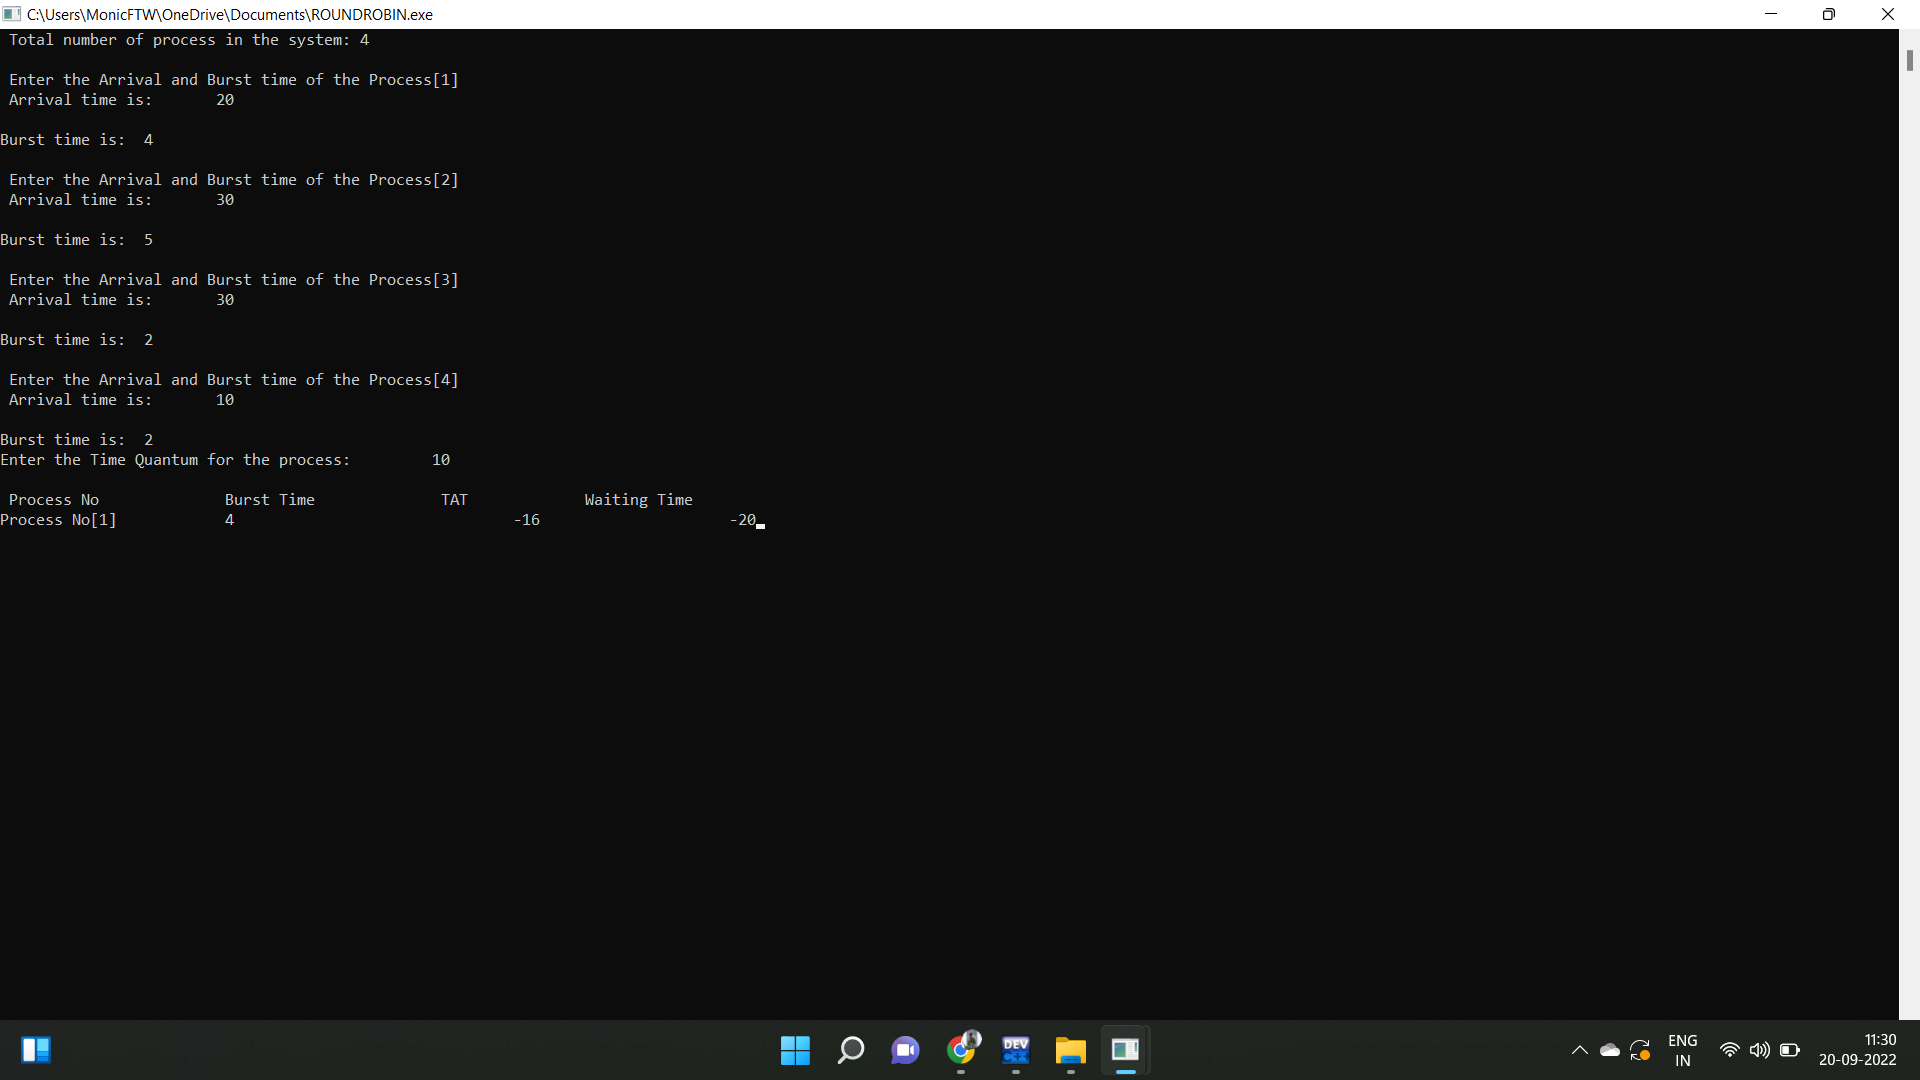 C:\Users\MonicFTW\OneDrive\Documents\ROUNDROBIN.exe
Total number of process in the system: 4
Enter the Arrival and Burst time of the Process[1]
Arrival time is: 20
Burst time is: 4
Enter the Arrival and Burst time of the Process[2]
Arrival time is: 30
Burst time is: 5
Enter the Arrival and Burst time of the Process[3]
Arrival time is: 30
Burst time is: 2
Enter the Arrival and Burst time of the Process[4]
Arrival time is: 10
Burst time is: 2
Enter the Time Quantum for the process: 10
Process No Burst Time TAT Waiting Time
Process No[1] 4 -16 -20
DEV
C++
ENG
IN
11:30
20-09-2022